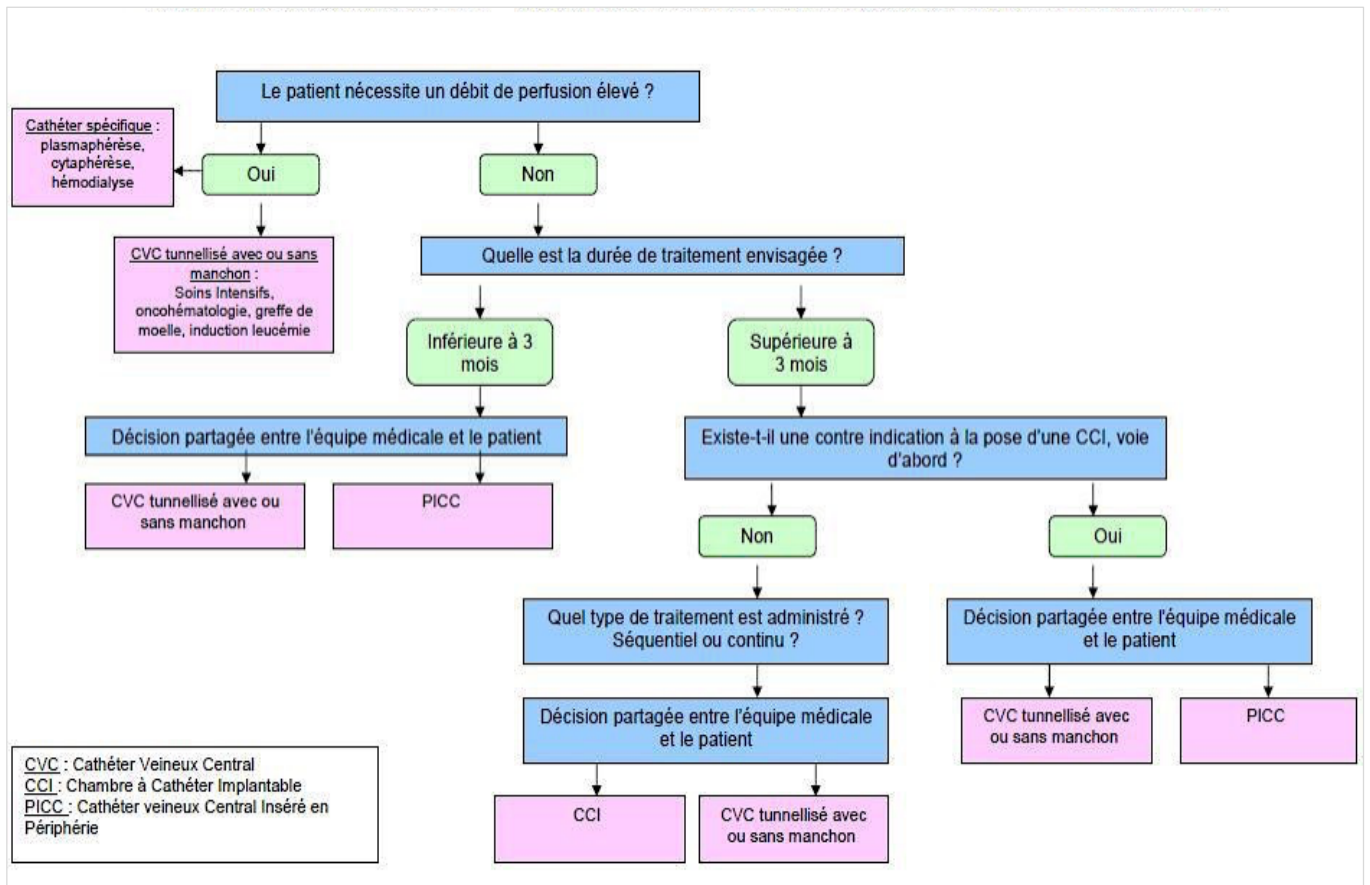 Le patient nécessite un débit de perfusion élevé ?
Cathéter spécifique :
plasmaphérèse,
cytaphérèse,
hémodialyse
Oui
Non
CVC tunnellisé avec ou sans
manchon :
Soins Intensifs,
oncohématologie, greffe de
moelle, induction leucémie
Quelle est la durée de traitement envisagée ?
Inférieure à 3
mois
Supérieure à
3 mois
Décision partagée entre l'équipe médicale et le patient
Existe-t-il une contre indication à la pose d'une CCI, voie
d'abord ?
CVC tunnellisé avec ou
sans manchon
PICC
Non
Oui
Quel type de traitement est administré ?
Séquentiel ou continu ?
Décision partagée entre l'équipe médicale
et le patient
Décision partagée entre l'équipe médicale
et le patient
CVC tunnellisé avec
ou sans manchon
PICC
CCI
CVC tunnellisé avec
ou sans manchon
CVC : Cathéter Veineux Central
CCI : Chambre à Cathéter Implantable
PICC : Cathéter veineux Central Inséré en
Périphérie